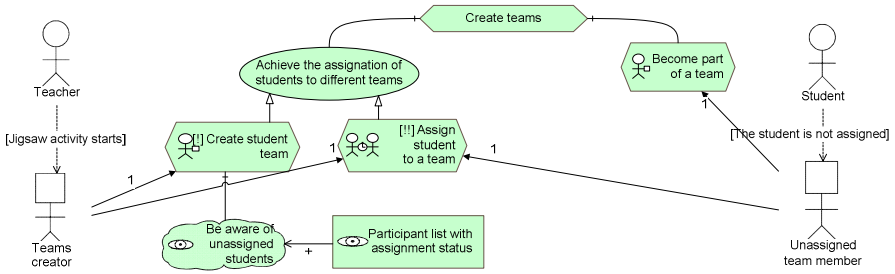 Create teams
Achieve the assignation of
students to different teams
Become part
of a team
1
Teacher
Student
[Jigsaw activity starts]
[The student is not assigned]
[!] Create student
team
[!!] Assign
student
to a team
1
1
1
Teams
creator
Be aware of
unassigned
students
+
Participant list with
assignment status
Unassigned
team member